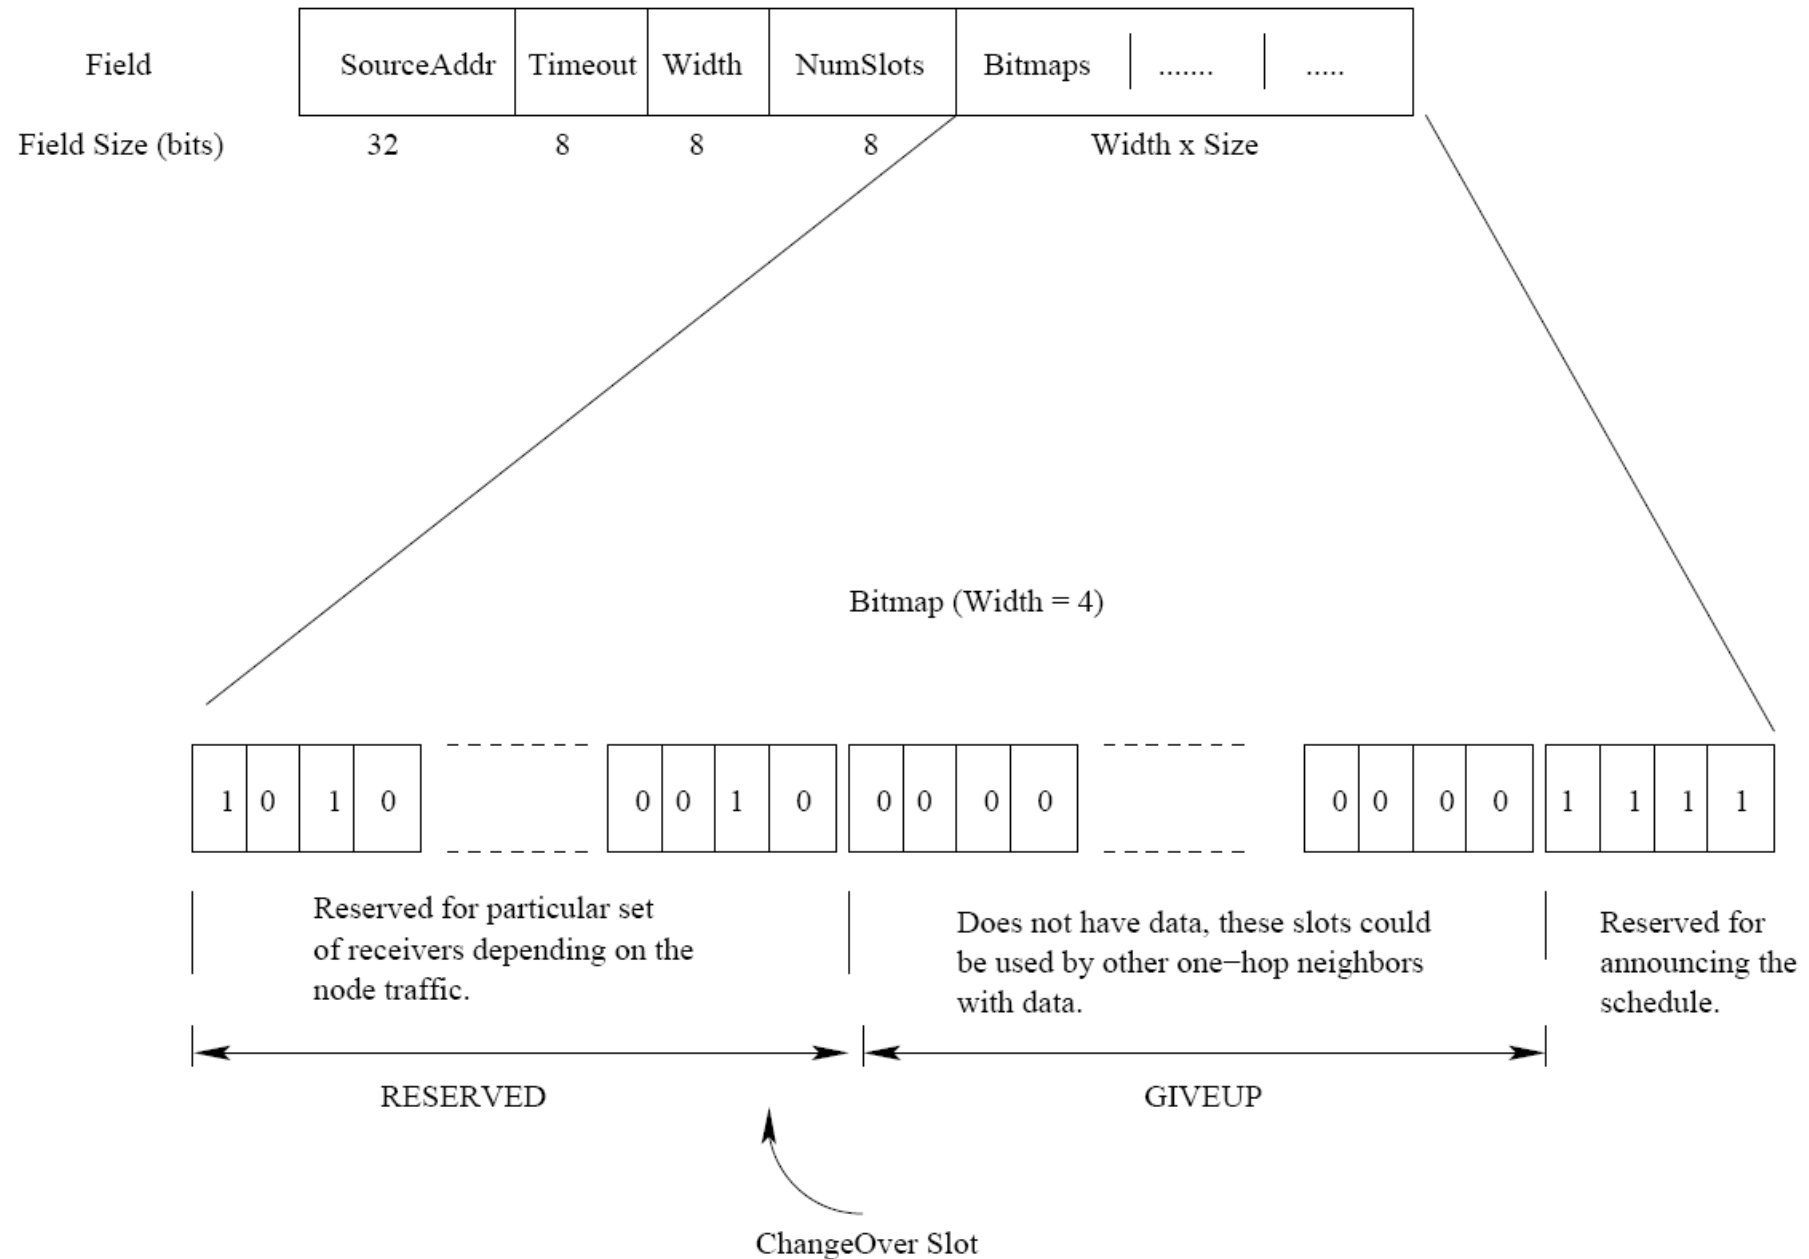 Field SourceAddr Timeout Width NumSlots Bitmaps ....... .....
Field Size (bits) 32 8 8 8 Width x Size
Bitmap (Width = 4)
1 0 1 0 0 0 1 0 0 0 0 0 0 0 0 0 1 1 1 1
Reserved for particular set
of receivers depending on the
node traffic.
Does not have data, these slots could
be used by other one−hop neighbors
with data.
Reserved for
announcing the
schedule.
RESERVED
GIVEUP
ChangeOver Slot